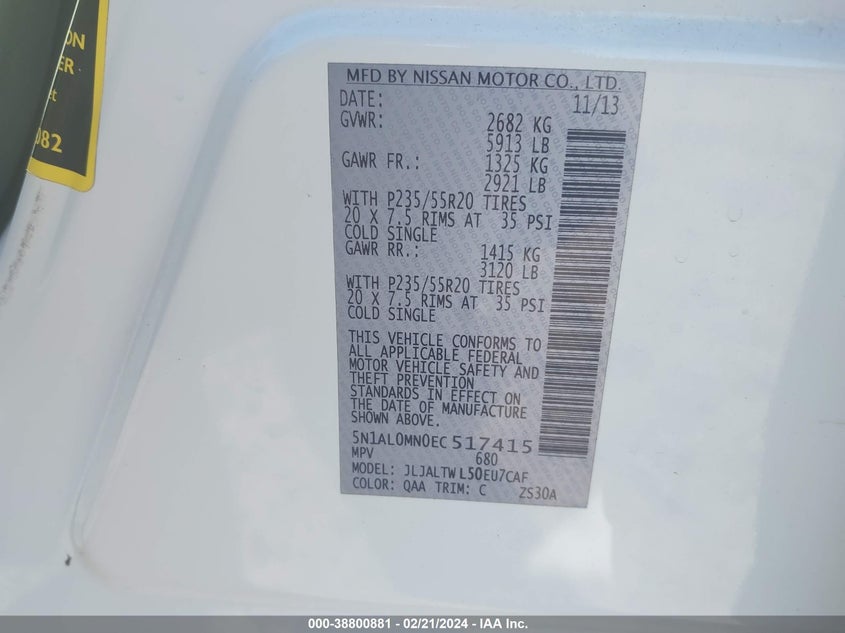 ON
ER
et
082
MFD BY NISSAN MOTOR CO., LTD.
DATE: 11/13
GVWR: 2682 KG
5913 LB
GAWR FR.: 1325 KG
2921 LB
WITH P235/55R20 TIRES
20 X 7.5 RIMS AT 35 PSI
COLD SINGLE
GAWR RR.: 1415 KG
3120 LB
WITH P235/55R20 TIRES
20 X 7.5 RIMS AT 35 PSI
COLD SINGLE
THIS VEHICLE CONFORMS TO
ALL APPLICABLE FEDERAL
MOTOR VEHICLE SAFETY AND
THEFT PREVENTION
STANDARDS IN EFFECT ON
THE DATE OF MANUFACTURE
SHOWN ABOVE.
5N1AL0MN0EC517415
MPV 680
MODEL: JLJALTWL50EU7CAF
COLOR: QAA TRIM: C ZS30A
000-38800881 - 02/21/2024 - IAA Inc.